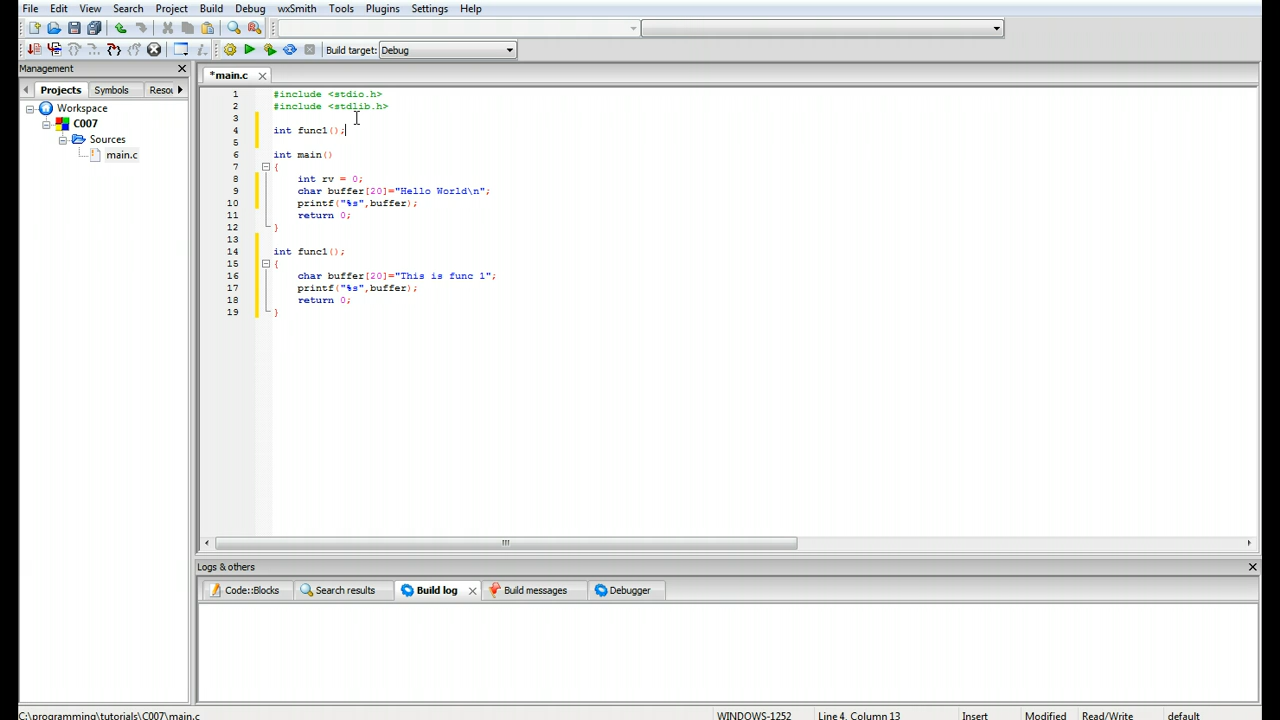 File Edit View Search Project Build Debug wxSmith Tools Plugins Settings Help
Build target: Debug
Management
Projects Symbols Resou
*main.c
Workspace
C007
Sources
main.c
1 #include <stdio.h>
2 #include <stdlib.h>
3
4 int func1();
5
6 int main()
7 {
8 int rv = 0;
9 char buffer[20]="Hello World\n";
10 printf("%s",buffer);
11 return 0;
12 }
13
14 int func1();
15 {
16 char buffer[20]="This is func 1";
17 printf("%s",buffer);
18 return 0;
19 }
Logs & others
Code::Blocks Search results Build log Build messages Debugger
C:\programming\tutorials\C007\main.c WINDOWS-1252 Line 4, Column 13 Insert Modified Read/Write default